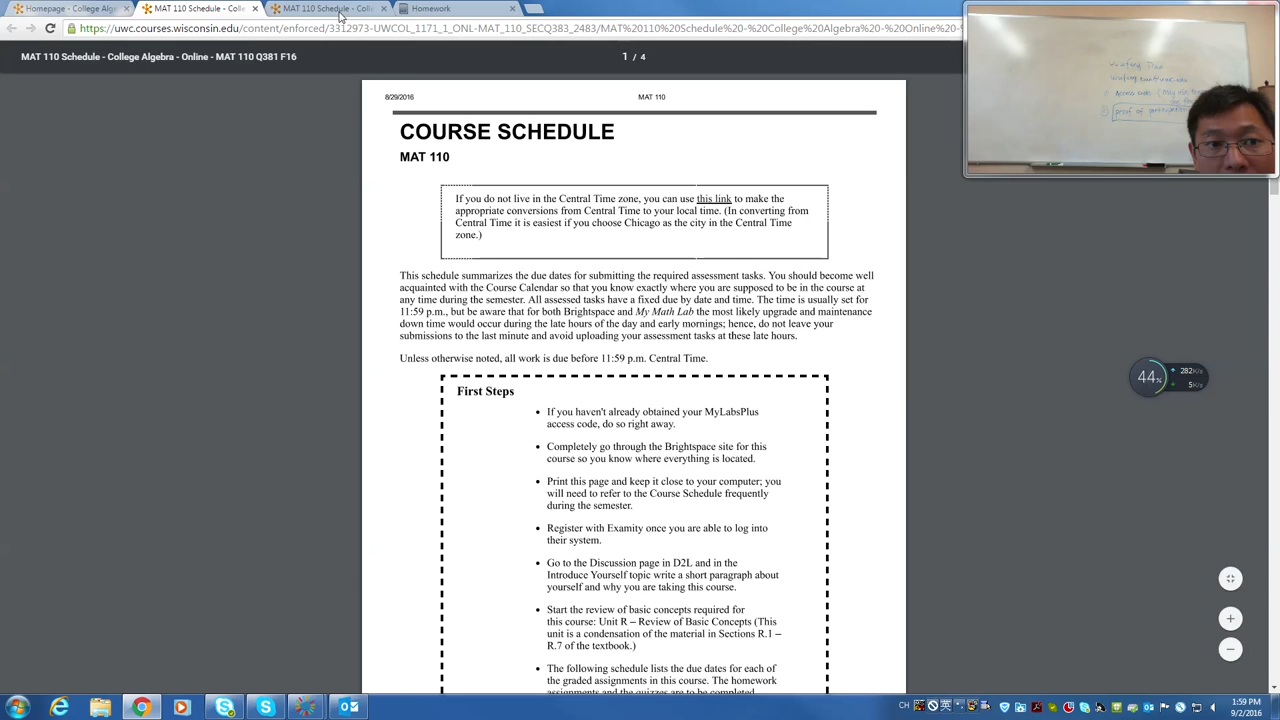 Homepage - College Alg
MAT 110 Schedule - Colle
MAT 110 Schedule - Colle
Homework
https://uwc.courses.wisconsin.edu/content/enforced/3312973-UWCOL_1171_1_ONL-MAT_110_SECQ383_2483/MAT%20110%20Schedule%20-%20College%20Algebra%20-%20Online%20-%
MAT 110 Schedule - College Algebra - Online - MAT 110 Q381 F16
1 / 4
8/29/2016
MAT 110
COURSE SCHEDULE
MAT 110
If you do not live in the Central Time zone, you can use this link to make the
appropriate conversions from Central Time to your local time. (In converting from
Central Time it is easiest if you choose Chicago as the city in the Central Time
zone.)
This schedule summarizes the due dates for submitting the required assessment tasks. You should become well
acquainted with the Course Calendar so that you know exactly where you are supposed to be in the course at
any time during the semester. All assessed tasks have a fixed due by date and time. The time is usually set for
11:59 p.m., but be aware that for both Brightspace and My Math Lab the most likely upgrade and maintenance
down time would occur during the late hours of the day and early mornings; hence, do not leave your
submissions to the last minute and avoid uploading your assessment tasks at these late hours.
Unless otherwise noted, all work is due before 11:59 p.m. Central Time.
First Steps
• If you haven't already obtained your MyLabsPlus
access code, do so right away.
• Completely go through the Brightspace site for this
course so you know where everything is located.
• Print this page and keep it close to your computer; you
will need to refer to the Course Schedule frequently
during the semester.
• Register with Examity once you are able to log into
their system.
• Go to the Discussion page in D2L and in the
Introduce Yourself topic write a short paragraph about
yourself and why you are taking this course.
• Start the review of basic concepts required for
this course: Unit R – Review of Basic Concepts (This
unit is a condensation of the material in Sections R.1 –
R.7 of the textbook.)
• The following schedule lists the due dates for each of
the graded assignments in this course. The homework
assignments and the quizzes are to be completed
Access code
proof of
44%
282K/s
5K/s
CH
1:59 PM
9/2/2016